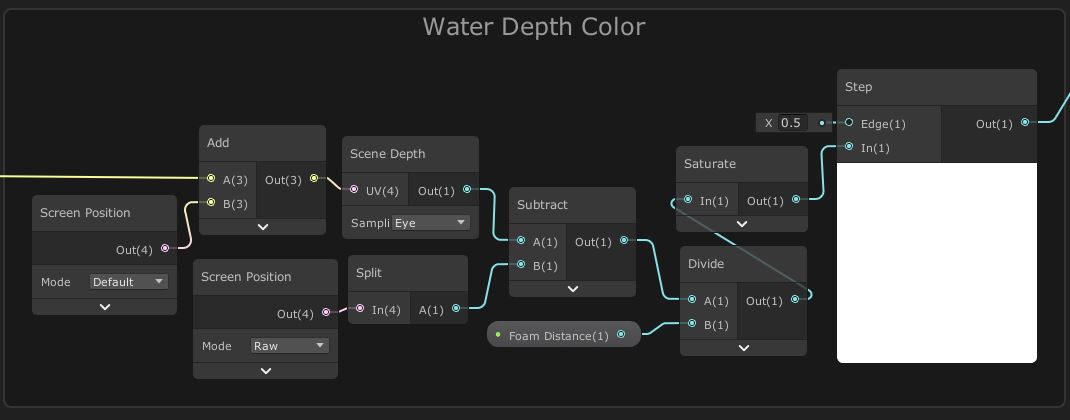 Water Depth Color
Step
X 0.5
Edge(1)
Out(1)
In(1)
Add
A(3)
Out(3)
B(3)
Scene Depth
UV(4)
Out(1)
Sampli
Eye
Saturate
In(1)
Out(1)
Screen Position
Out(4)
Mode
Default
Subtract
A(1)
Out(1)
B(1)
Screen Position
Out(4)
Mode
Raw
Split
In(4)
A(1)
Divide
A(1)
Out(1)
B(1)
Foam Distance(1)